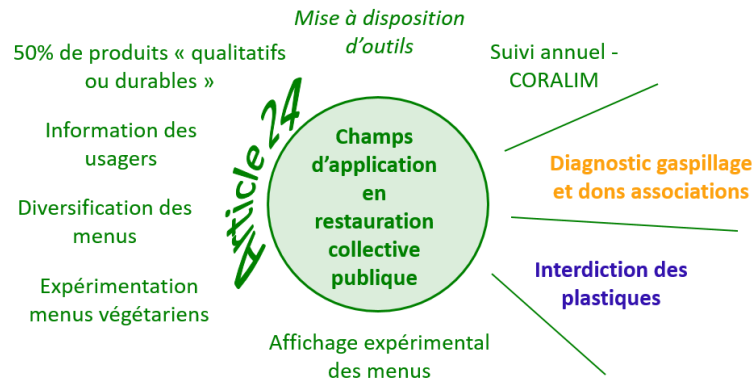 Mise à disposition
d'outils
50% de produits « qualitatifs
ou durables »
Suivi annuel -
CORALIM
Article 24
Information des
usagers
Champs
d'application
en
restauration
collective
publique
Diagnostic gaspillage
et dons associations
Diversification des
menus
Interdiction des
plastiques
Expérimentation
menus végétariens
Affichage expérimental
des menus